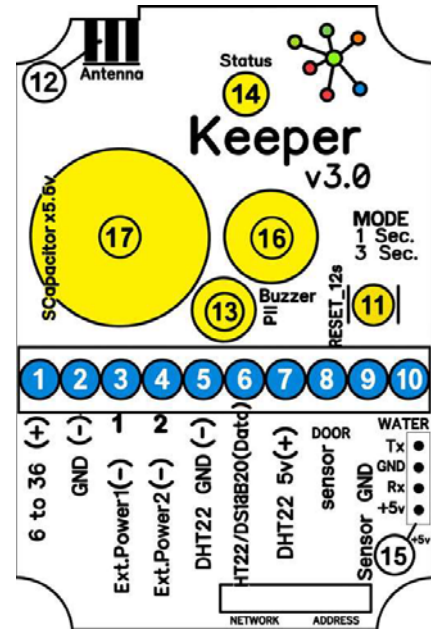 12
Antenna
Status
14
Keeper
v3.0
SCapacitor x5.5v
17
16
MODE
1 Sec.
3 Sec.
13
Buzzer
Pll
RESET_12s
11
1 2 3 4 5 6 7 8 9 10
6 to 36 (+)
GND (-)
1
Ext.Power1(-)
2
Ext.Power2(-)
DHT22 GND (-)
HT22/DS18B20(Data)
DHT22 5v(+)
DOOR
sensor
Sensor GND
WATER
Tx
GND
Rx
+5v
15
+5v
NETWORK ADDRESS